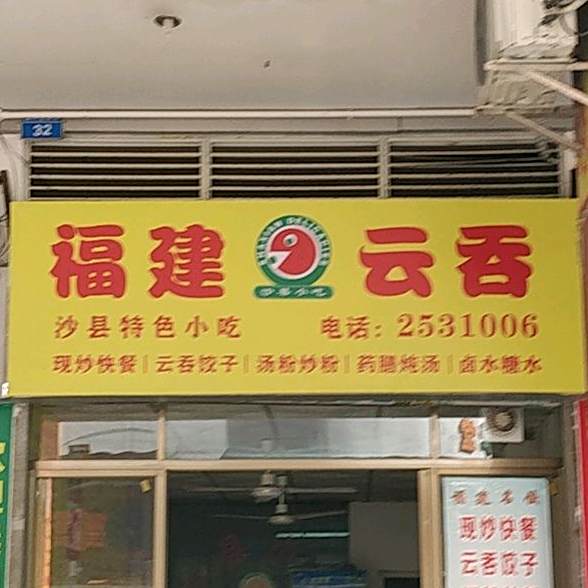 32
福建云吞
沙县小吃
沙县特色小吃 电话：2531006
现炒快餐|云吞饺子|汤粉炒粉|药膳炖汤|卤水糖水
现炒快餐
云吞饺子